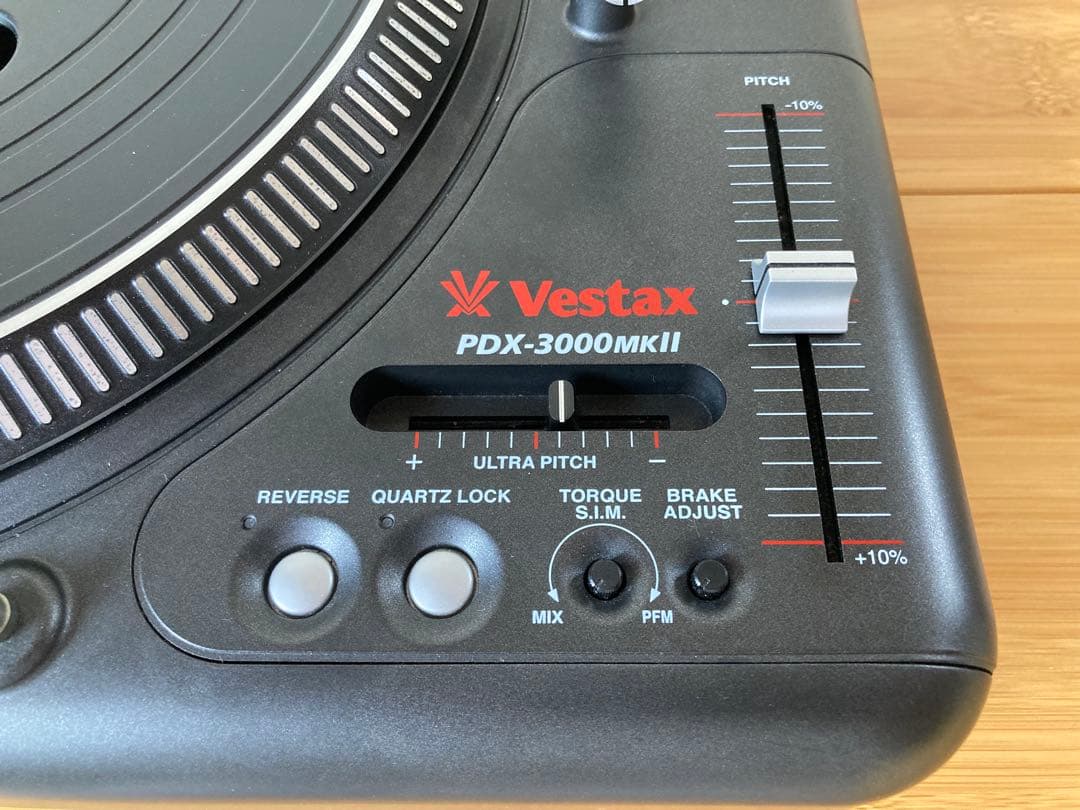 PITCH
-10%
Vestax
PDX-3000MKII
+ ULTRA PITCH −
REVERSE
QUARTZ LOCK
TORQUE
S.I.M.
BRAKE
ADJUST
MIX
PFM
+10%